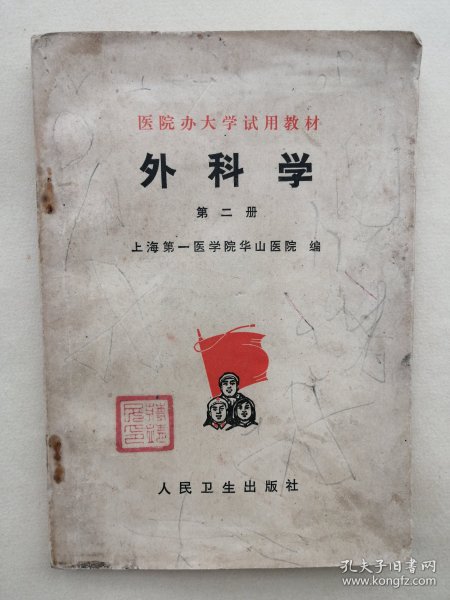 医院办大学试用教材
外科学
第二册
上海第一医学院华山医院 编
人民卫生出版社
孔夫子旧书网
www.kongfz.com